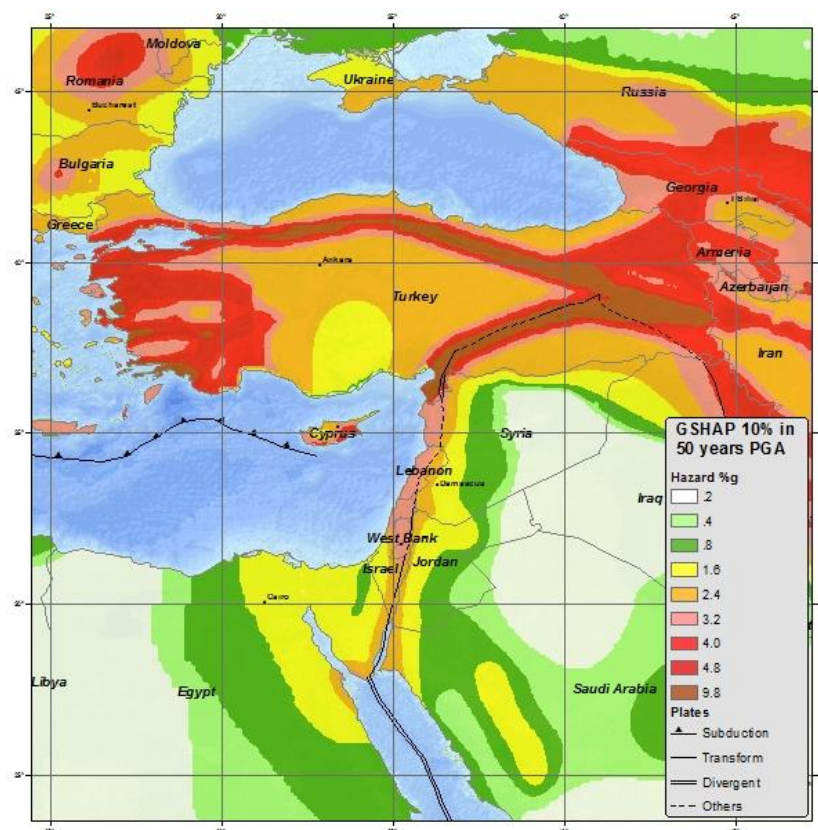 Moldova
Romania
Bucharest
Ukraine
Russia
Bulgaria
Georgia
Greece
Armenia
Ankara
Azerbaijan
Turkey
Iran
Cyprus
Syria
Lebanon
Damascus
Iraq
West Bank
Israel
Jordan
Cairo
Libya
Egypt
Saudi Arabia
GSHAP 10% in
50 years PGA
Hazard %g
.2
.4
.8
1.6
2.4
3.2
4.0
4.8
9.8
Plates
Subduction
Transform
Divergent
Others